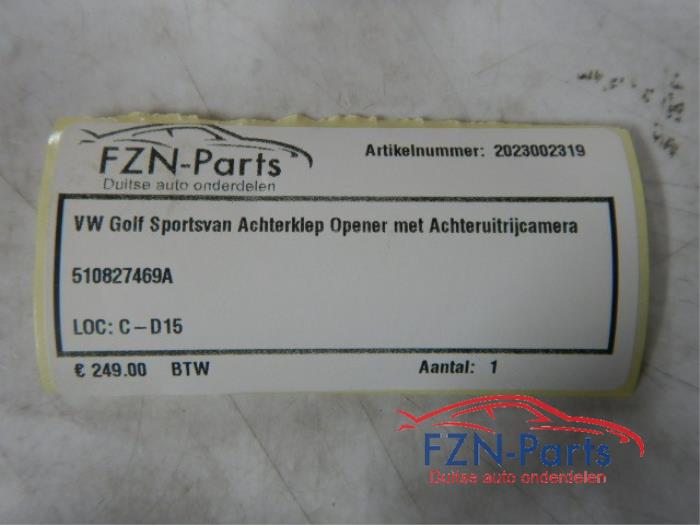 FZN-Parts
Duitse auto onderdelen
Artikelnummer: 2023002319
VW Golf Sportsvan Achterklep Opener met Achteruitrijcamera
510827469A
LOC: C-D15
€ 249.00 BTW
Aantal: 1
FZN-Parts
Duitse auto onderdelen